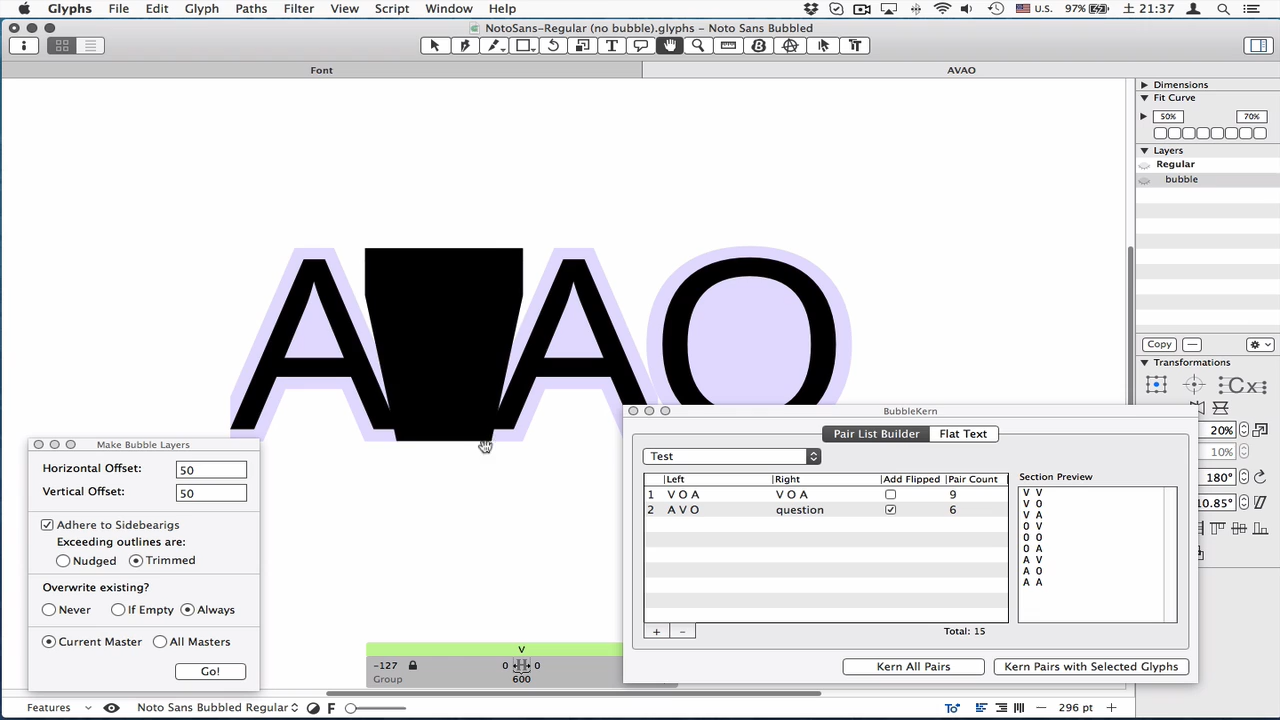 Glyphs File Edit Glyph Paths Filter Script Window View Help U.S. 97% 土 21:37
NotoSans-Regular (no bubble).glyphs – Noto Sans Bubbled
Font
AVAO
Dimensions
Fit Curve
50% 70%
Layers
Regular
bubble
A AO
Copy
Transformations
20%
10%
180°
10.85°
Make Bubble Layers
Horizontal Offset: 50
Vertical Offset: 50
Adhere to Sidebearigs
Exceeding outlines are:
Nudged Trimmed
Overwrite existing?
Never If Empty Always
Current Master All Masters
Go!
BubbleKern
Pair List Builder Flat Text
Test
Left Right Add Flipped Pair Count
1 V O A V O A 9
2 A V O question 6
+ –
Total: 15
Section Preview
V V
V O
V A
O V
O O
O A
A V
A O
A A
Kern All Pairs Kern Pairs with Selected Glyphs
V
-127 0 H 0
Group 600
Features Noto Sans Bubbled Regular F 296 pt